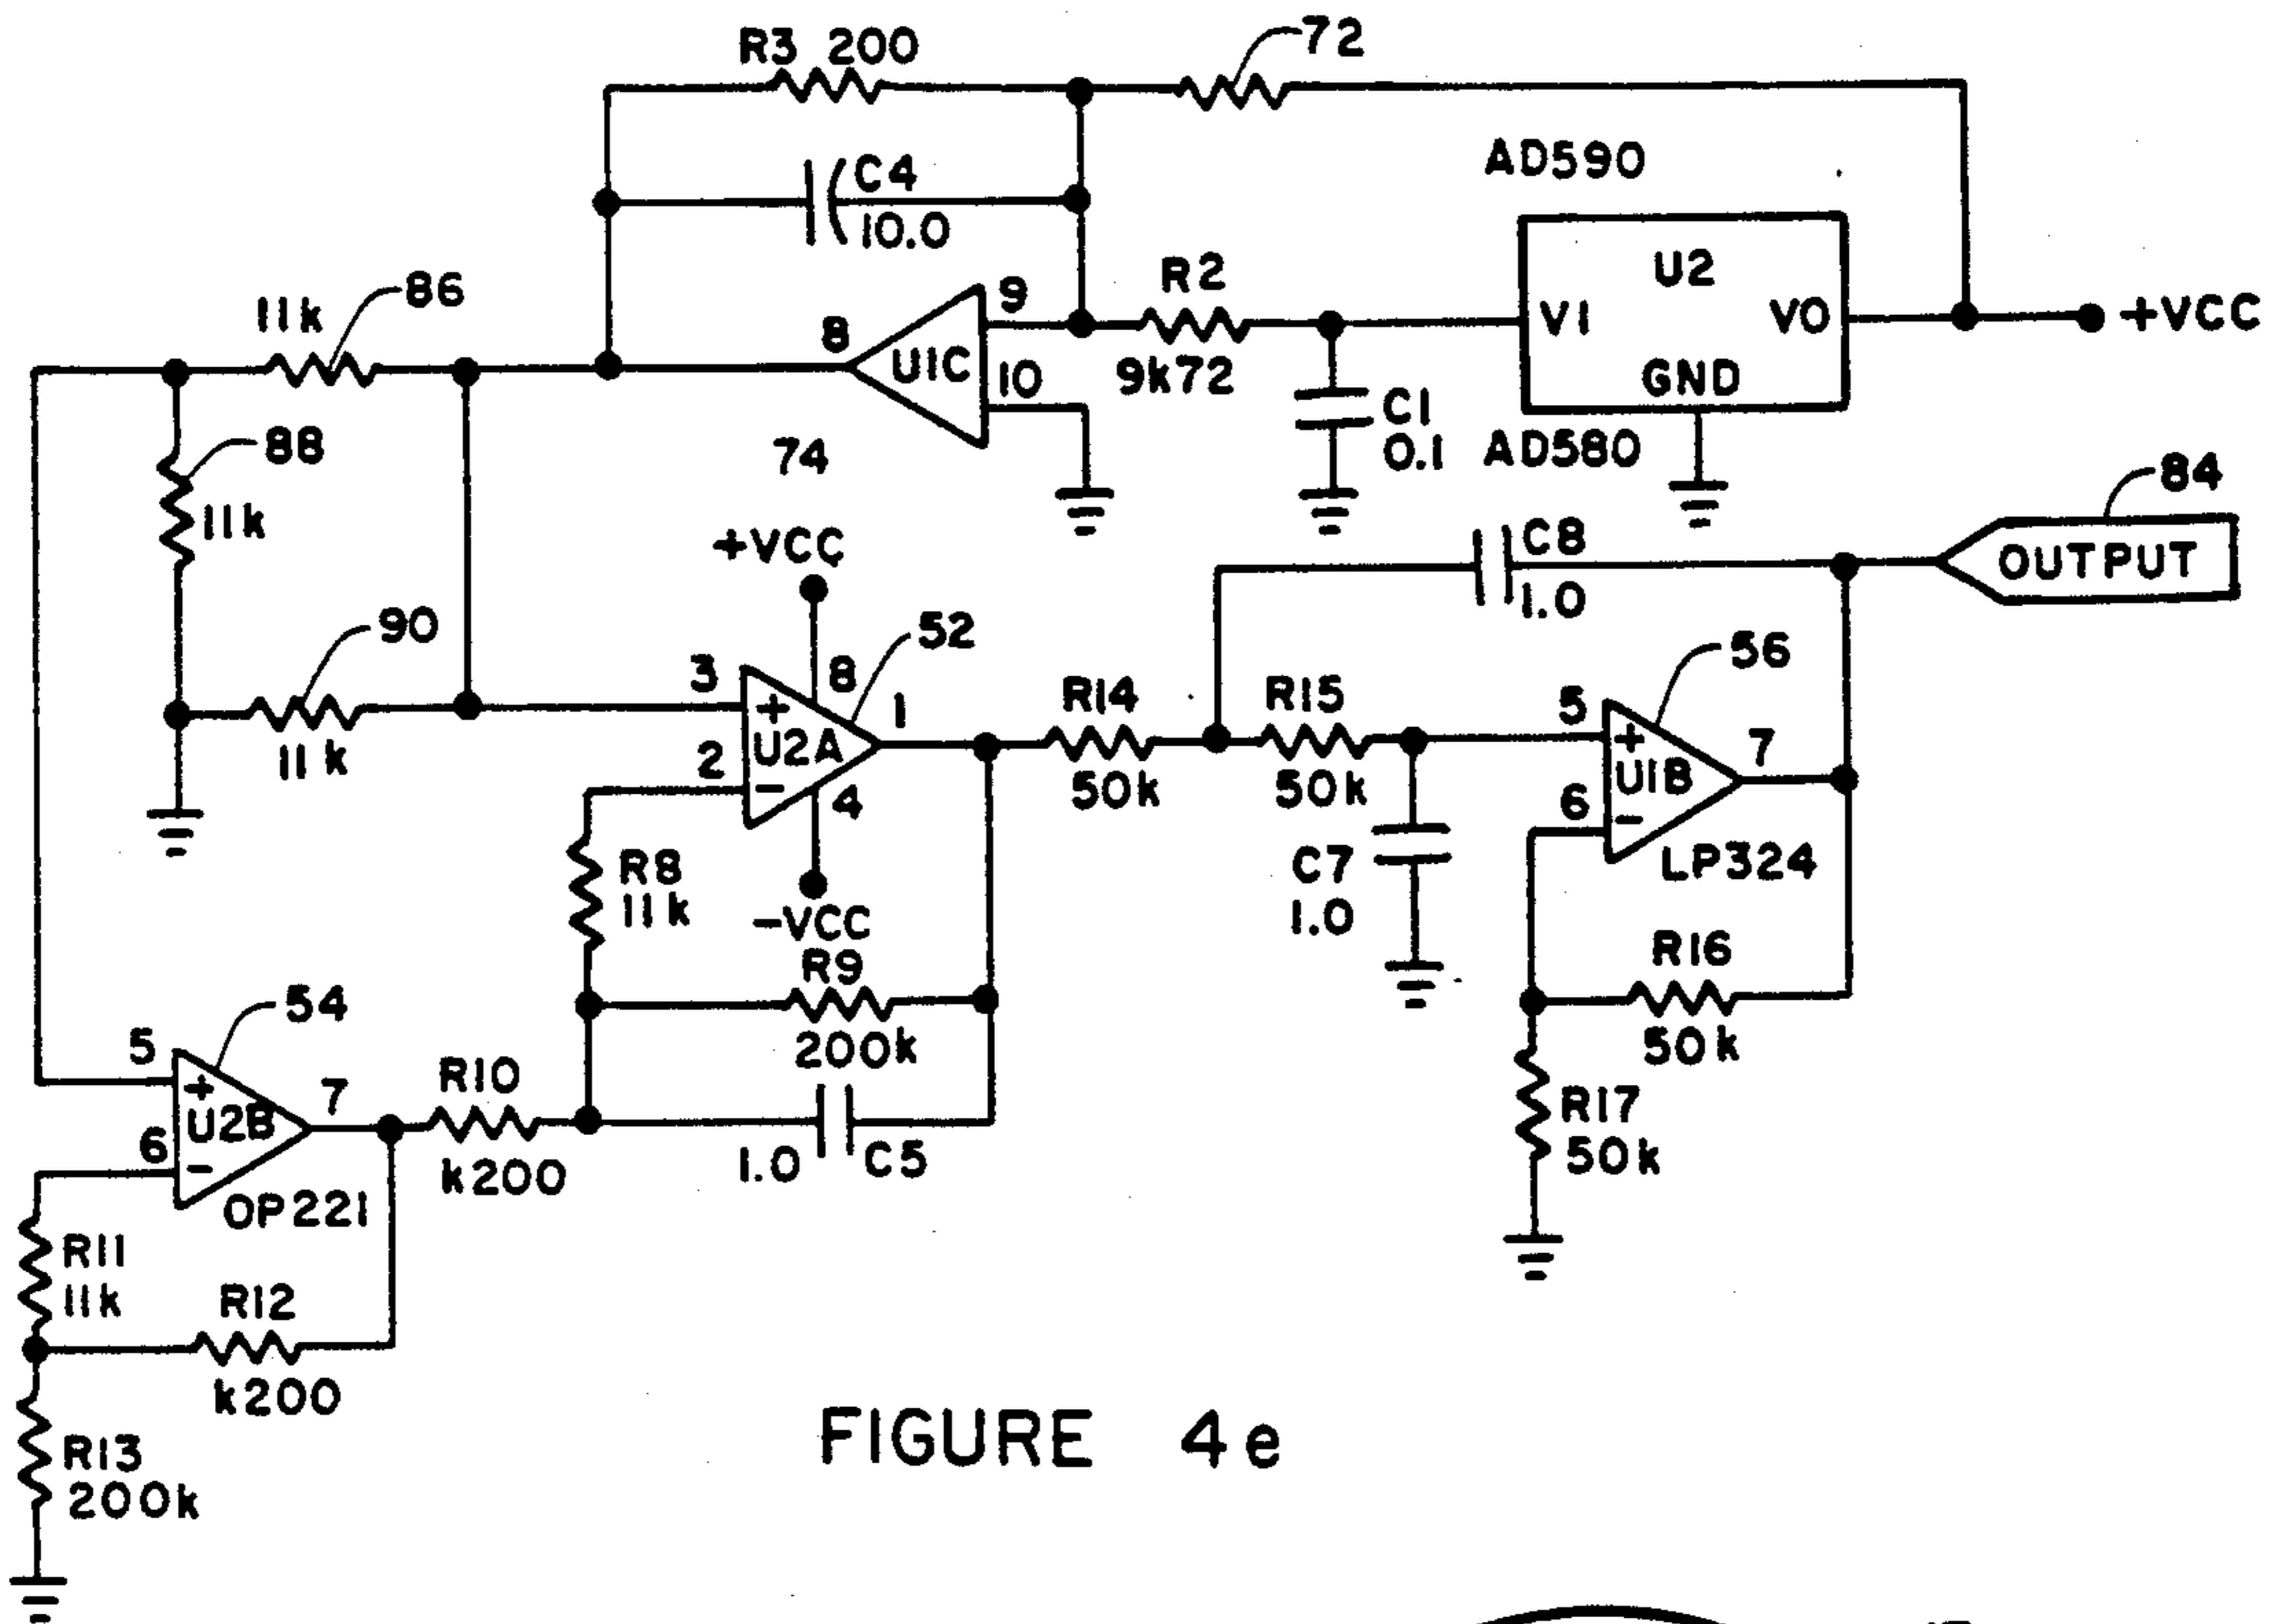 R3 200
72
AD590
C4
10.0
R2
9k72
U2
V1
VO
GND
+VCC
AD580
C1
0.1
9
10
8
U1C
74
11k
86
88
11k
90
11k
+VCC
52
3
8
2
+
U2A
-
1
4
-VCC
R8
11k
R9
200k
R14
50k
R15
50k
C8
1.0
84
OUTPUT
56
5
+
U1B
-
7
6
LP324
C7
1.0
R16
50k
R17
50k
54
5
+
U2B
-
7
6
OP221
R10
k200
1.0
C5
R11
11k
R12
k200
R13
200k
FIGURE 4e